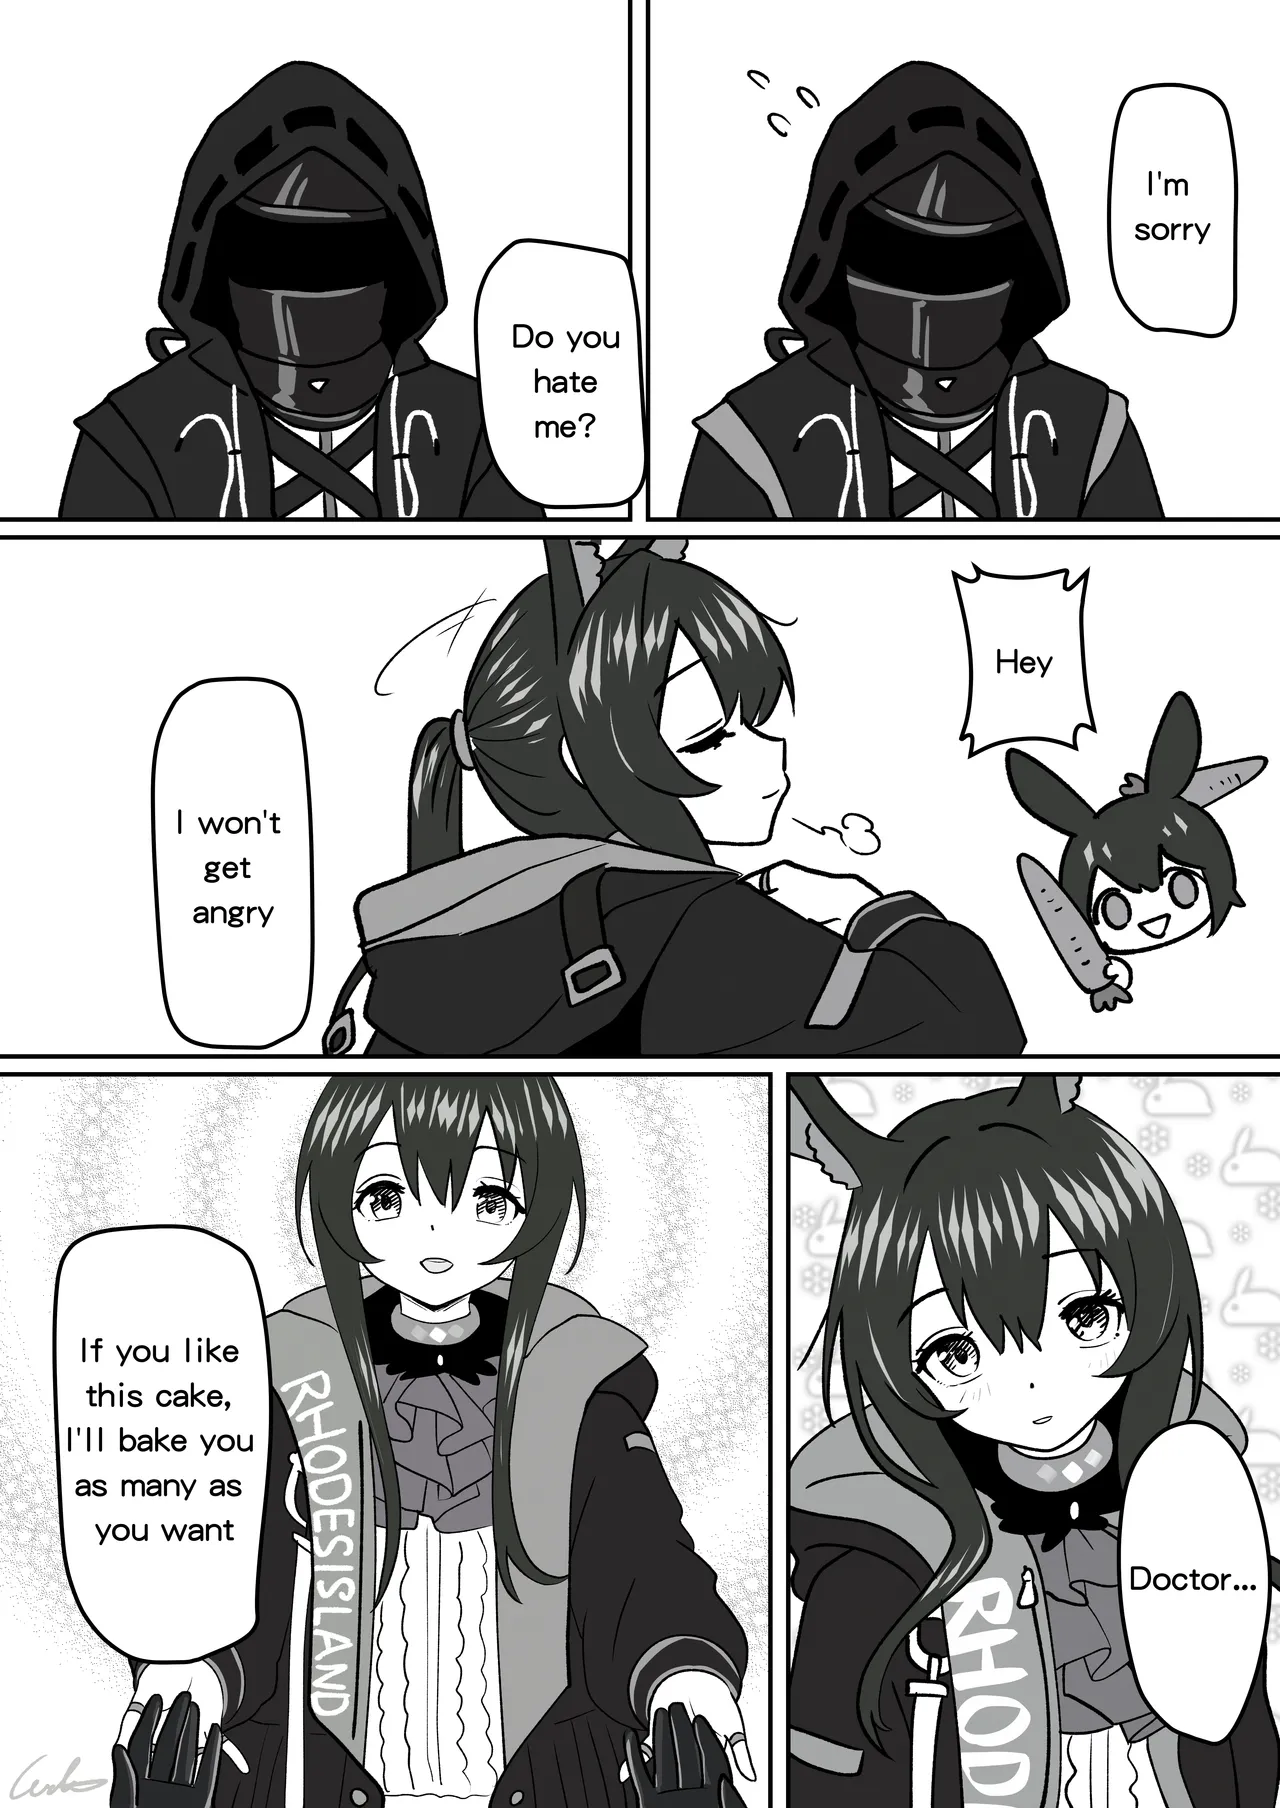 Do you
hate
me?
I'm
sorry
I won't
get
angry
Hey
If you like
this cake,
I'll bake you
as many as
you want
RHODESISLAND
Doctor...
RHOD